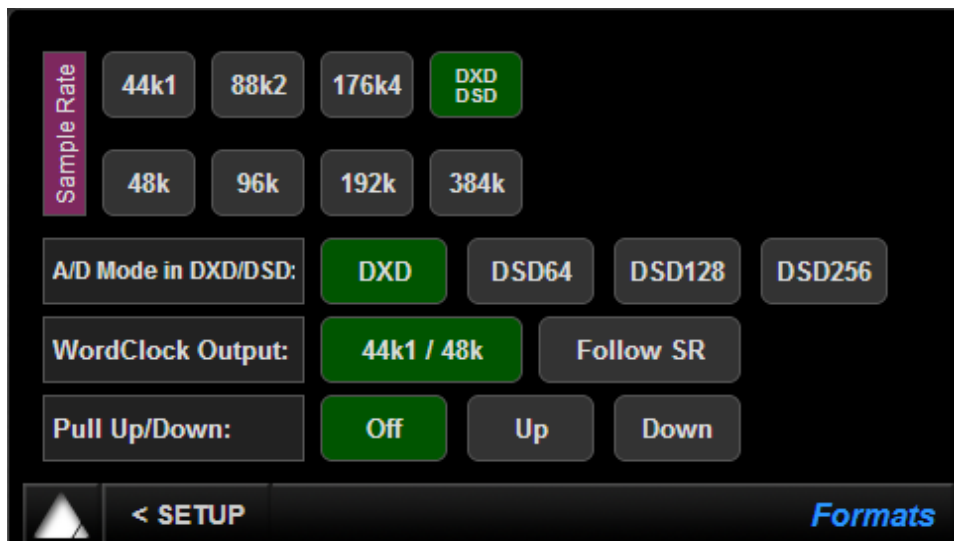 Sample Rate
44k1 88k2 176k4 DXD
DSD
48k 96k 192k 384k
A/D Mode in DXD/DSD: DXD DSD64 DSD128 DSD256
WordClock Output: 44k1 / 48k Follow SR
Pull Up/Down: Off Up Down
< SETUP Formats